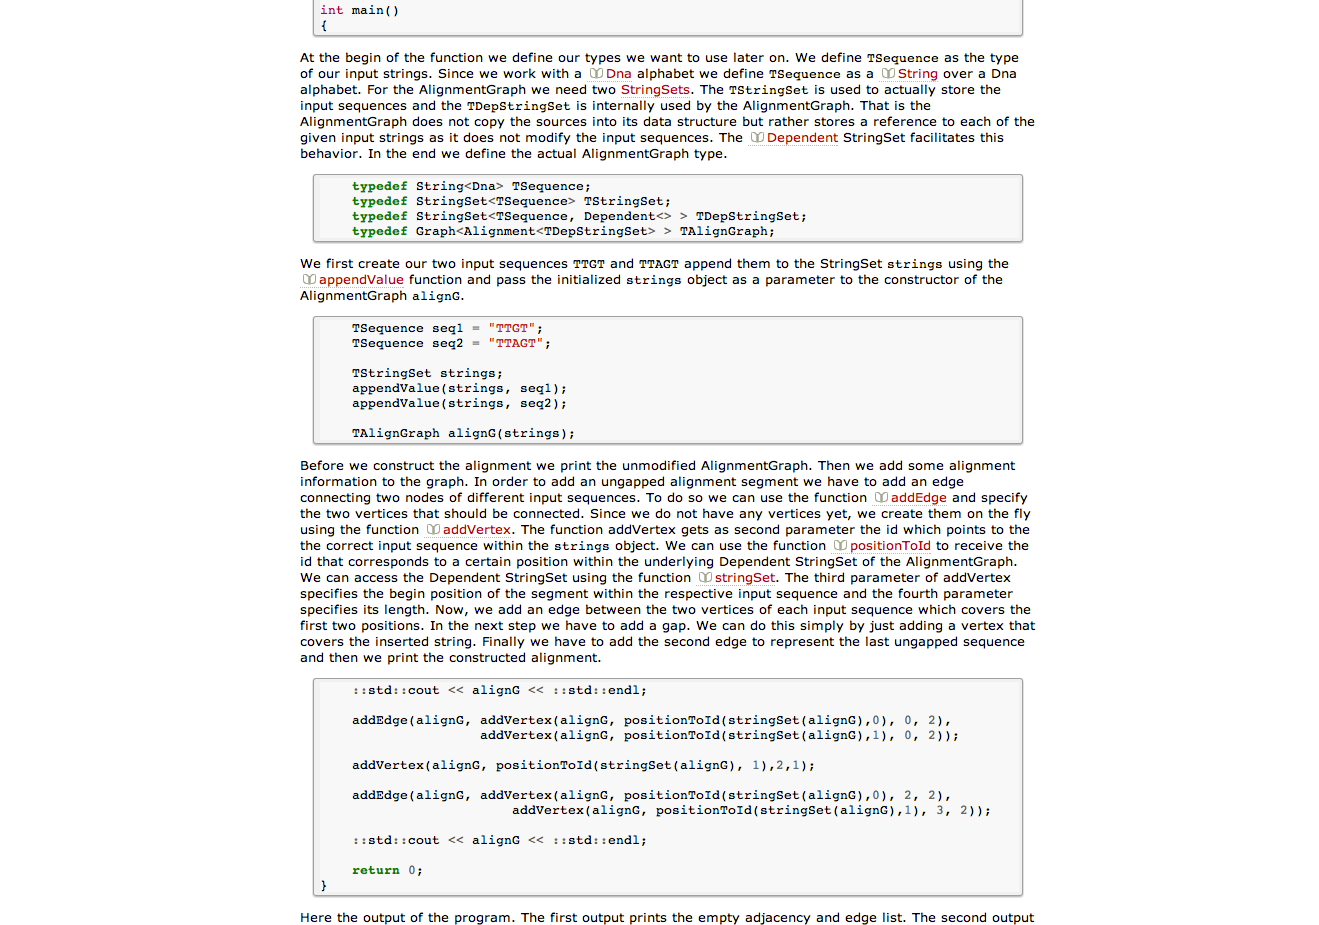 int main()
{
At the begin of the function we define our types we want to use later on. We define TSequence as the type
of our input strings. Since we work with a Dna alphabet we define TSequence as a String over a Dna
alphabet. For the AlignmentGraph we need two StringSets. The TStringSet is used to actually store the
input sequences and the TDepStringSet is internally used by the AlignmentGraph. That is the
AlignmentGraph does not copy the sources into its data structure but rather stores a reference to each of the
given input strings as it does not modify the input sequences. The Dependent StringSet facilitates this
behavior. In the end we define the actual AlignmentGraph type.
typedef String<Dna> TSequence;
typedef StringSet<TSequence> TStringSet;
typedef StringSet<TSequence, Dependent<> > TDepStringSet;
typedef Graph<Alignment<TDepStringSet> > TAlignGraph;
We first create our two input sequences TTGT and TTAGT append them to the StringSet strings using the
appendValue function and pass the initialized strings object as a parameter to the constructor of the
AlignmentGraph alignG.
TSequence seq1 = "TTGT";
TSequence seq2 = "TTAGT";
TStringSet strings;
appendValue(strings, seq1);
appendValue(strings, seq2);
TAlignGraph alignG(strings);
Before we construct the alignment we print the unmodified AlignmentGraph. Then we add some alignment
information to the graph. In order to add an ungapped alignment segment we have to add an edge
connecting two nodes of different input sequences. To do so we can use the function addEdge and specify
the two vertices that should be connected. Since we do not have any vertices yet, we create them on the fly
using the function addVertex. The function addVertex gets as second parameter the id which points to the
the correct input sequence within the strings object. We can use the function positionToId to receive the
id that corresponds to a certain position within the underlying Dependent StringSet of the AlignmentGraph.
We can access the Dependent StringSet using the function stringSet. The third parameter of addVertex
specifies the begin position of the segment within the respective input sequence and the fourth parameter
specifies its length. Now, we add an edge between the two vertices of each input sequence which covers the
first two positions. In the next step we have to add a gap. We can do this simply by just adding a vertex that
covers the inserted string. Finally we have to add the second edge to represent the last ungapped sequence
and then we print the constructed alignment.
::std::cout << alignG << ::std::endl;
addEdge(alignG, addVertex(alignG, positionToId(stringSet(alignG),0), 0, 2),
addVertex(alignG, positionToId(stringSet(alignG),1), 0, 2));
addVertex(alignG, positionToId(stringSet(alignG), 1),2,1);
addEdge(alignG, addVertex(alignG, positionToId(stringSet(alignG),0), 2, 2),
addVertex(alignG, positionToId(stringSet(alignG),1), 3, 2));
::std::cout << alignG << ::std::endl;
return 0;
}
Here the output of the program. The first output prints the empty adjacency and edge list. The second output